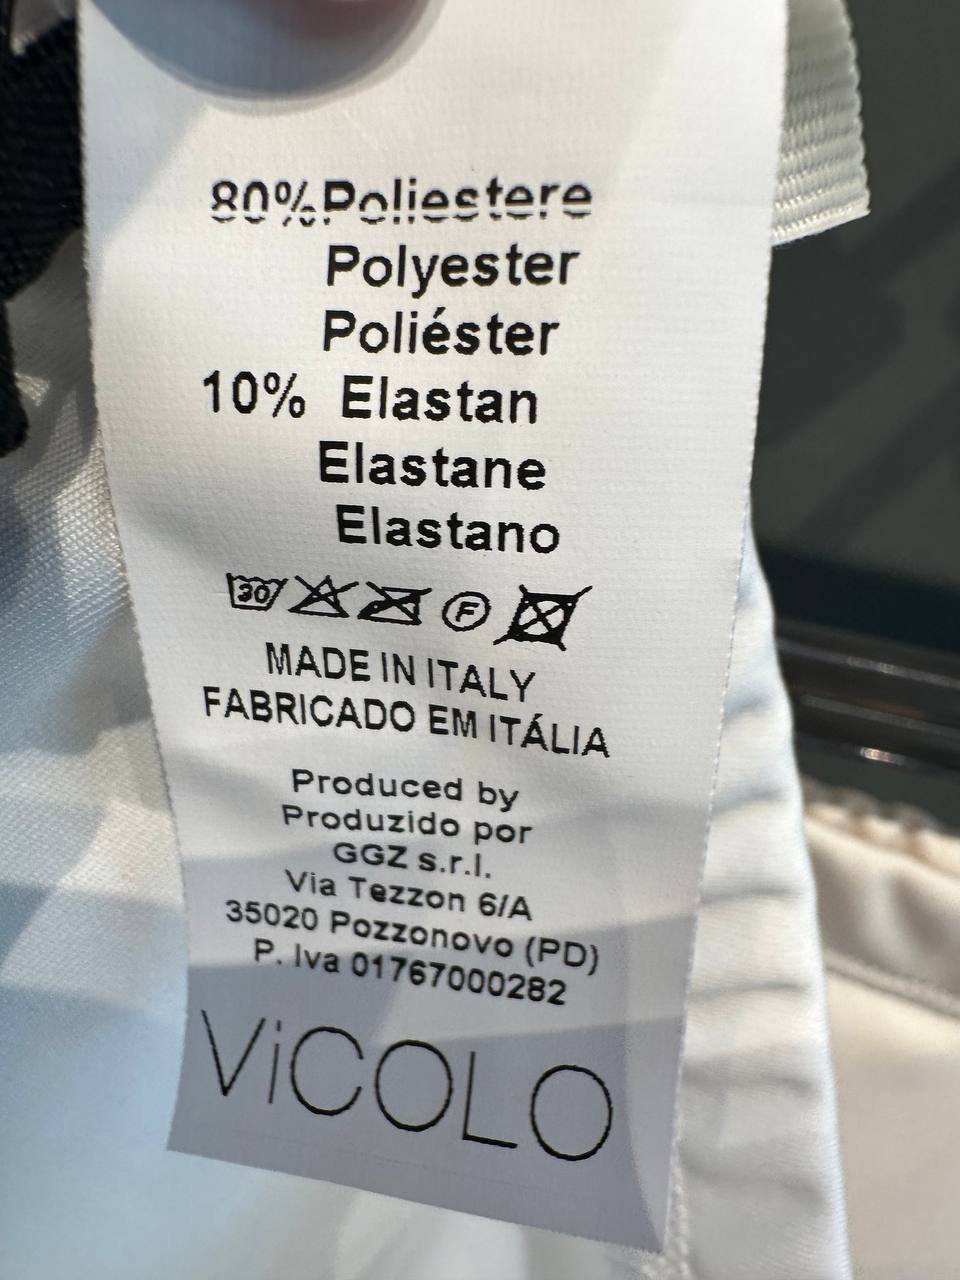 Poliestere
Polyester
Poliéster
10% Elastan
Elastane
Elastano
30 F
MADE IN ITALY
FABRICADO EM ITÁLIA
Produced by
Produzido por
GGZ s.r.l.
Via Tezzon 6/A
35020 Pozzonovo (PD)
P. Iva 01767000282
ViCOLO